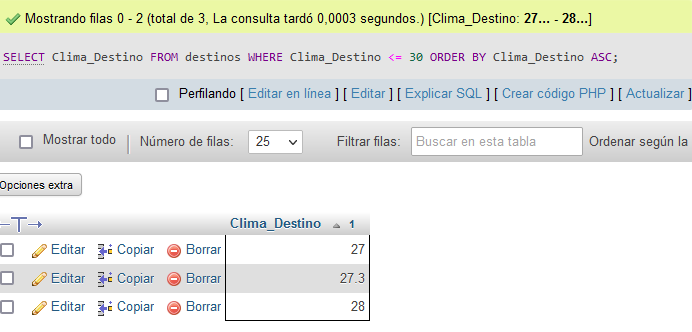 Mostrando filas 0 - 2 (total de 3, La consulta tardó 0,0003 segundos.) [Clima_Destino: 27... - 28...]
SELECT Clima_Destino FROM destinos WHERE Clima_Destino <= 30 ORDER BY Clima_Destino ASC;
Perfilando [ Editar en línea ] [ Editar ] [ Explicar SQL ] [ Crear código PHP ] [ Actualizar ]
Mostrar todo | Número de filas: 25 Filtrar filas: Buscar en esta tabla Ordenar según la
Opciones extra
←T→ Clima_Destino 1
Editar Copiar Borrar 27
Editar Copiar Borrar 27.3
Editar Copiar Borrar 28